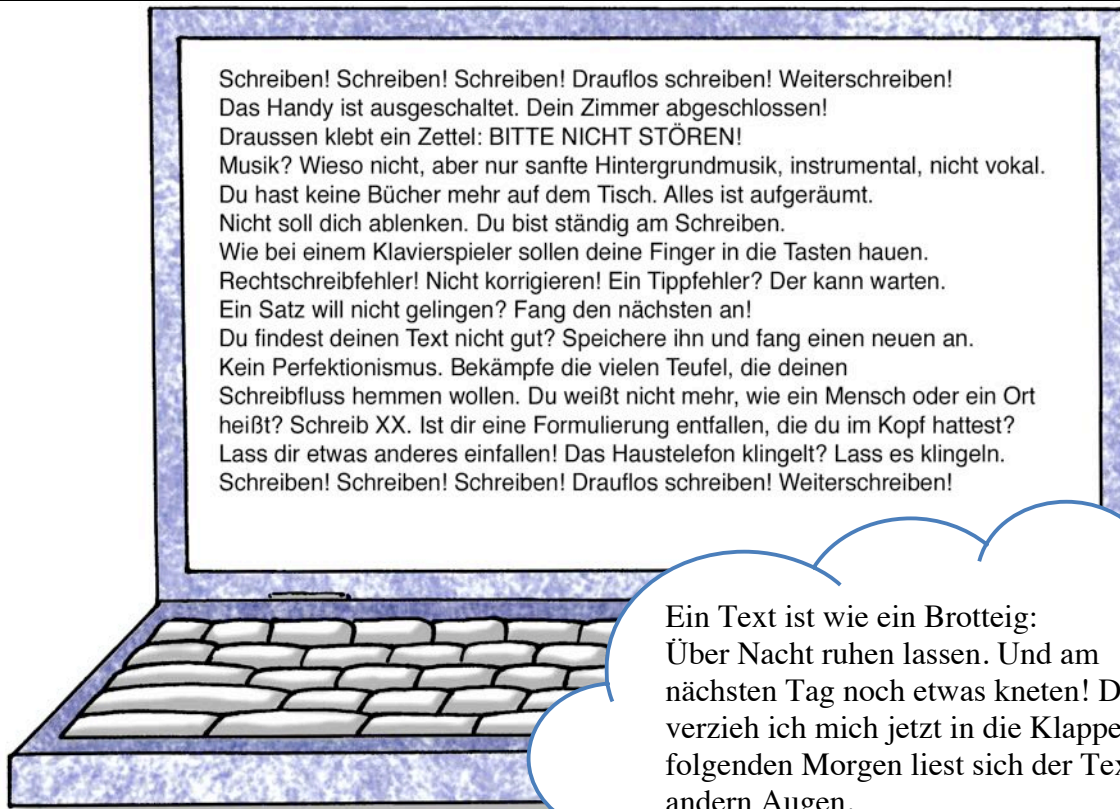 Schreiben! Schreiben! Schreiben! Drauflos schreiben! Weiterschreiben!
Das Handy ist ausgeschaltet. Dein Zimmer abgeschlossen!
Draussen klebt ein Zettel: BITTE NICHT STÖREN!
Musik? Wieso nicht, aber nur sanfte Hintergrundmusik, instrumental, nicht vokal.
Du hast keine Bücher mehr auf dem Tisch. Alles ist aufgeräumt.
Nicht soll dich ablenken. Du bist ständig am Schreiben.
Wie bei einem Klavierspieler sollen deine Finger in die Tasten hauen.
Rechtschreibfehler! Nicht korrigieren! Ein Tippfehler? Der kann warten.
Ein Satz will nicht gelingen? Fang den nächsten an!
Du findest deinen Text nicht gut? Speichere ihn und fang einen neuen an.
Kein Perfektionismus. Bekämpfe die vielen Teufel, die deinen
Schreibfluss hemmen wollen. Du weißt nicht mehr, wie ein Mensch oder ein Ort
heißt? Schreib XX. Ist dir eine Formulierung entfallen, die du im Kopf hattest?
Lass dir etwas anderes einfallen! Das Haustelefon klingelt? Lass es klingeln.
Schreiben! Schreiben! Schreiben! Drauflos schreiben! Weiterschreiben!
Ein Text ist wie ein Brotteig:
Über Nacht ruhen lassen. Und am
nächsten Tag noch etwas kneten!
verzieh ich mich jetzt in die Klappe
folgenden Morgen liest sich der
andern Augen.